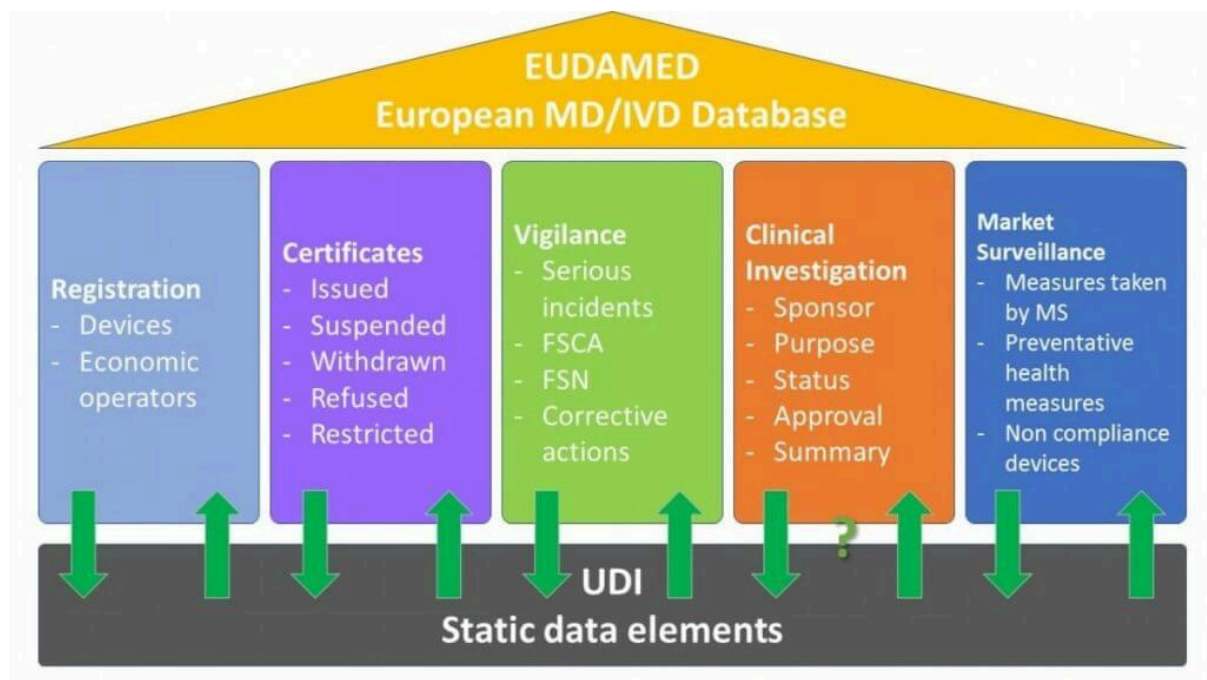 EUDAMED
European MD/IVD Database
Registration
- Devices
- Economic
operators
Certificates
- Issued
- Suspended
- Withdrawn
- Refused
- Restricted
Vigilance
- Serious
incidents
- FSCA
- FSN
- Corrective
actions
Clinical
Investigation
- Sponsor
- Purpose
- Status
- Approval
- Summary
Market
Surveillance
- Measures taken
by MS
- Preventative
health
measures
- Non compliance
devices
?
UDI
Static data elements